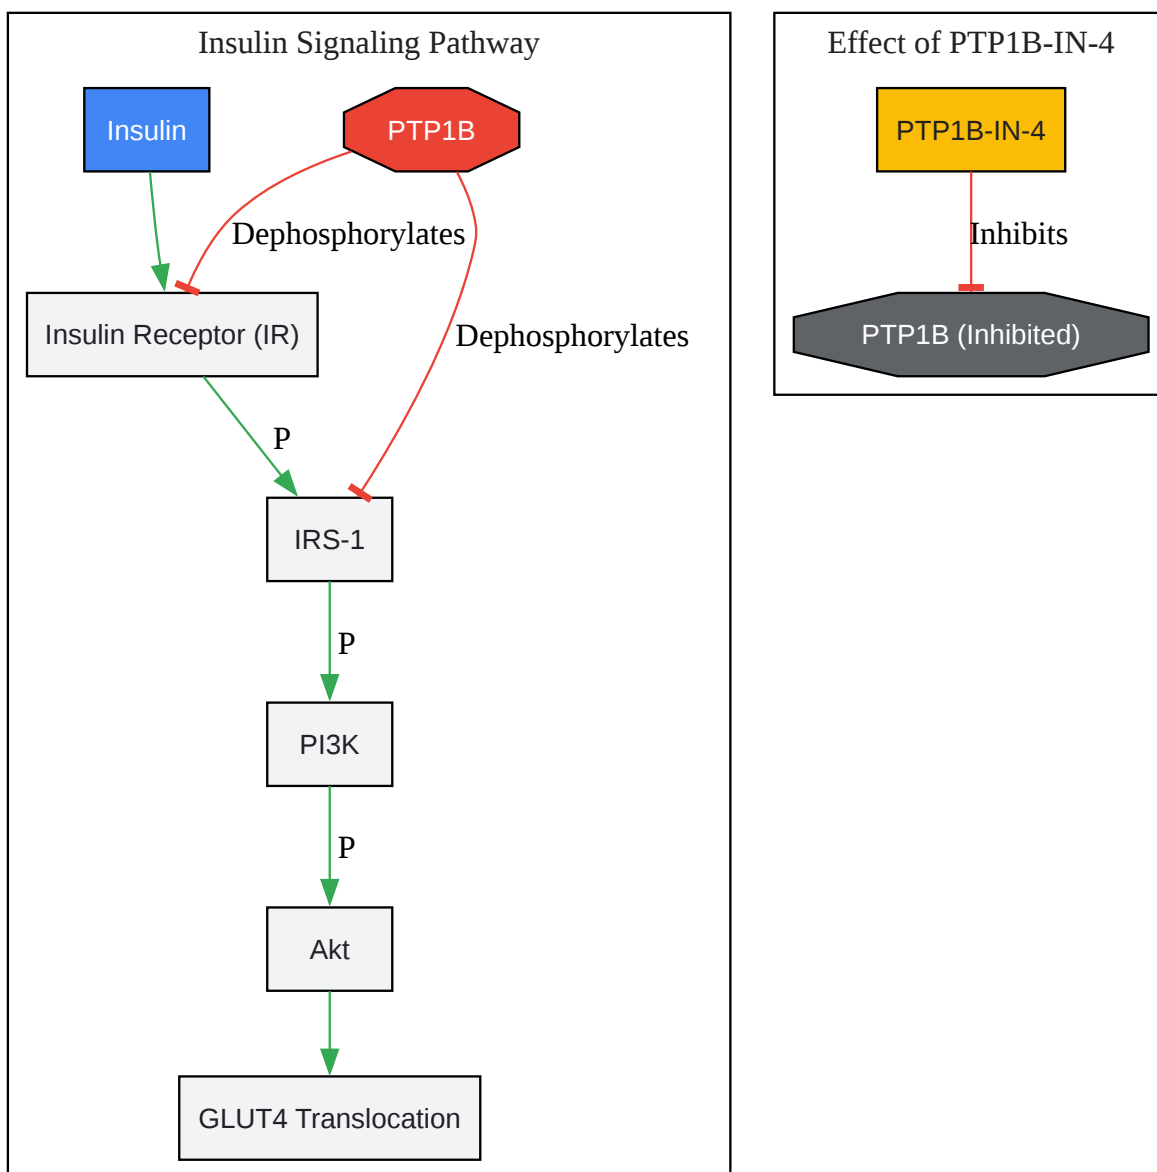 Insulin Signaling Pathway
Insulin
PTP1B
Dephosphorylates
Insulin Receptor (IR)
Dephosphorylates
P
IRS-1
P
PI3K
P
Akt
GLUT4 Translocation
Effect of PTP1B-IN-4
PTP1B-IN-4
Inhibits
PTP1B (Inhibited)